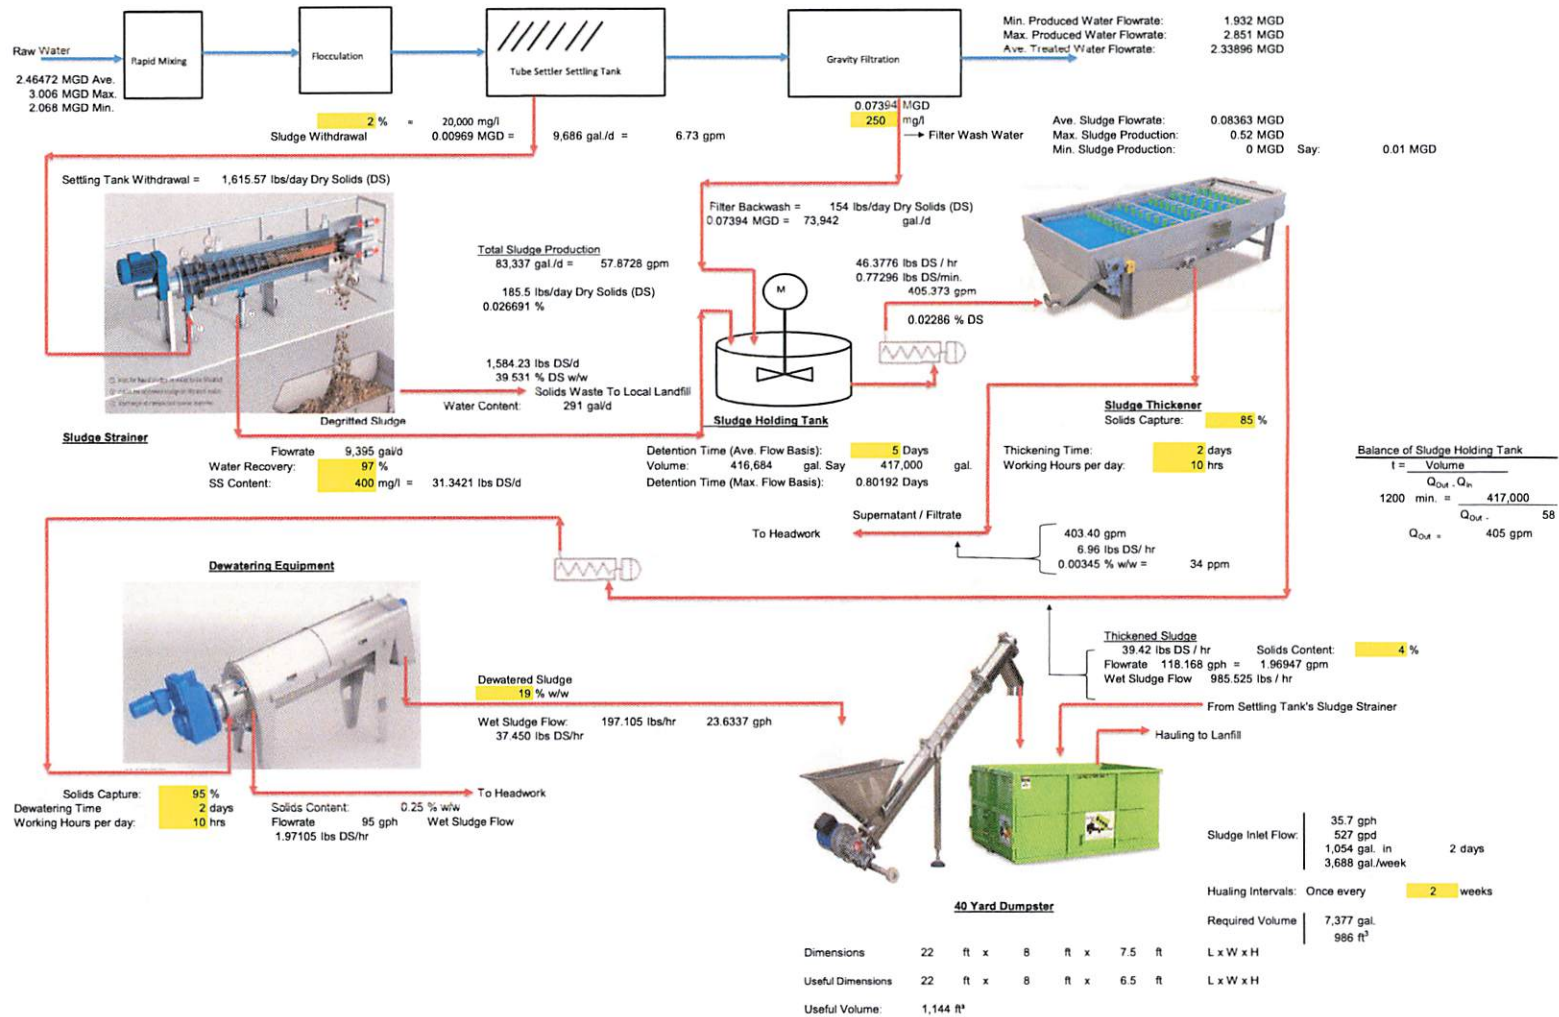 Raw Water
2.46472 MGD Ave.
3.006 MGD Max.
2.068 MGD Min.
Rapid Mixing
Flocculation
Tube Settler Settling Tank
Gravity Filtration
Min. Produced Water Flowrate: 1.932 MGD
Max. Produced Water Flowrate: 2.851 MGD
Ave. Treated Water Flowrate: 2.33896 MGD
2 % = 20,000 mg/l
Sludge Withdrawal 0.00969 MGD = 9,686 gal./d = 6.73 gpm
0.07394 MGD
250 mg/l
Filter Wash Water
Ave. Sludge Flowrate: 0.08363 MGD
Max. Sludge Production: 0.52 MGD
Min. Sludge Production: 0 MGD Say: 0.01 MGD
Settling Tank Withdrawal = 1,615.57 lbs/day Dry Solids (DS)
Filter Backwash = 154 lbs/day Dry Solids (DS)
0.07394 MGD = 73,942 gal./d
Total Sludge Production
83,337 gal./d = 57.8728 gpm
185.5 lbs/day Dry Solids (DS)
0.026691 %
46.3776 lbs DS / hr
0.77296 lbs DS/min.
405.373 gpm
0.02286 % DS
M
1,584.23 lbs DS/d
39.531 % DS w/w
Solids Waste To Local Landfill
Water Content: 291 gal/d
Degritted Sludge
Sludge Strainer
Sludge Holding Tank
Sludge Thickener
Solids Capture: 85 %
Flowrate 9,395 gal/d
Water Recovery: 97 %
SS Content: 400 mg/l = 31.3421 lbs DS/d
Detention Time (Ave. Flow Basis): 5 Days
Volume: 416,684 gal. Say 417,000 gal.
Detention Time (Max. Flow Basis): 0.80192 Days
Thickening Time: 2 days
Working Hours per day: 10 hrs
Balance of Sludge Holding Tank
t = Volume
QOut - QIn
1200 min. = 417,000
QOut - 58
QOut = 405 gpm
Supernatant / Filtrate
To Headwork
403.40 gpm
6.96 lbs DS/ hr
0.00345 % w/w = 34 ppm
Dewatering Equipment
Thickened Sludge
39.42 lbs DS / hr Solids Content: 4 %
Flowrate 118.168 gph = 1.96947 gpm
Wet Sludge Flow 985.525 lbs / hr
Dewatered Sludge
19 % w/w
Wet Sludge Flow: 197.105 lbs/hr 23.6337 gph
37.450 lbs DS/hr
From Settling Tank's Sludge Strainer
Hauling to Lanfill
Solids Capture: 95 %
Dewatering Time 2 days
Working Hours per day: 10 hrs
To Headwork
Solids Content: 0.25 % w/w
Flowrate 95 gph Wet Sludge Flow
1.97105 lbs DS/hr
Sludge Inlet Flow: 35.7 gph
527 gpd
1,054 gal. in 2 days
3,688 gal./week
Hualing Intervals: Once every 2 weeks
Required Volume 7,377 gal.
986 ft³
40 Yard Dumpster
Dimensions 22 ft x 8 ft x 7.5 ft L x W x H
Useful Dimensions 22 ft x 8 ft x 6.5 ft L x W x H
Useful Volume: 1,144 ft³